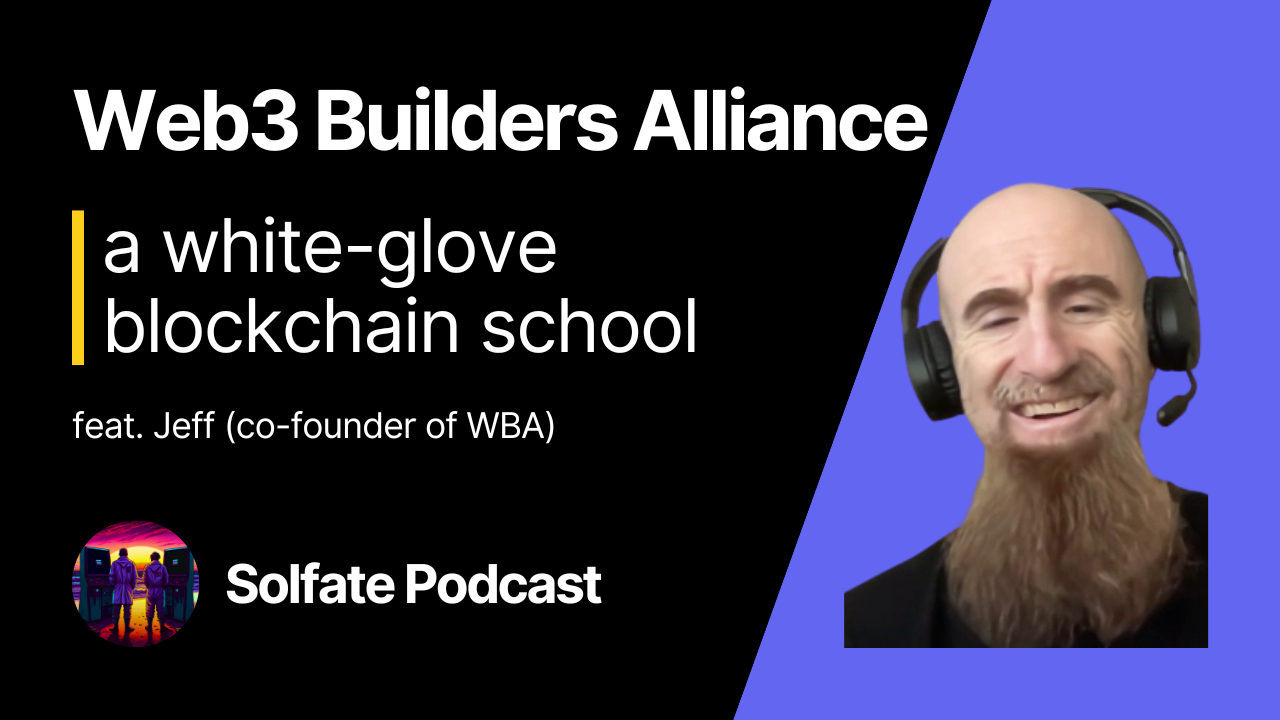 Web3 Builders Alliance
a white-glove
blockchain school
feat. Jeff (co-founder of WBA)
Solfate Podcast